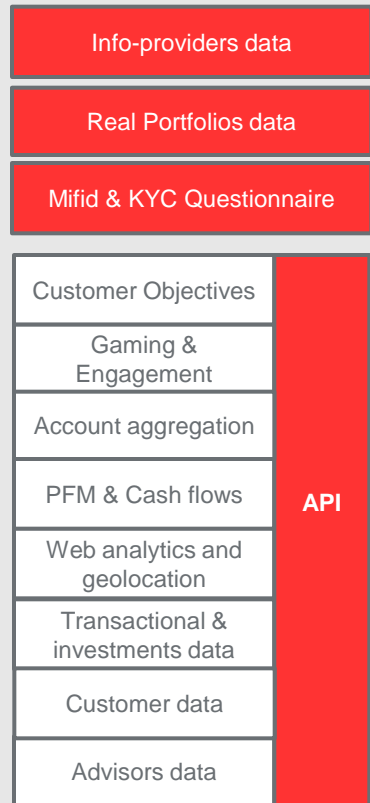 Info-providers data
Real Portfolios data
Mifid & KYC Questionnaire
Customer Objectives
Gaming &
Engagement
Account aggregation
PFM & Cash flows
API
Web analytics and
geolocation
Transactional &
investments data
Customer data
Advisors data